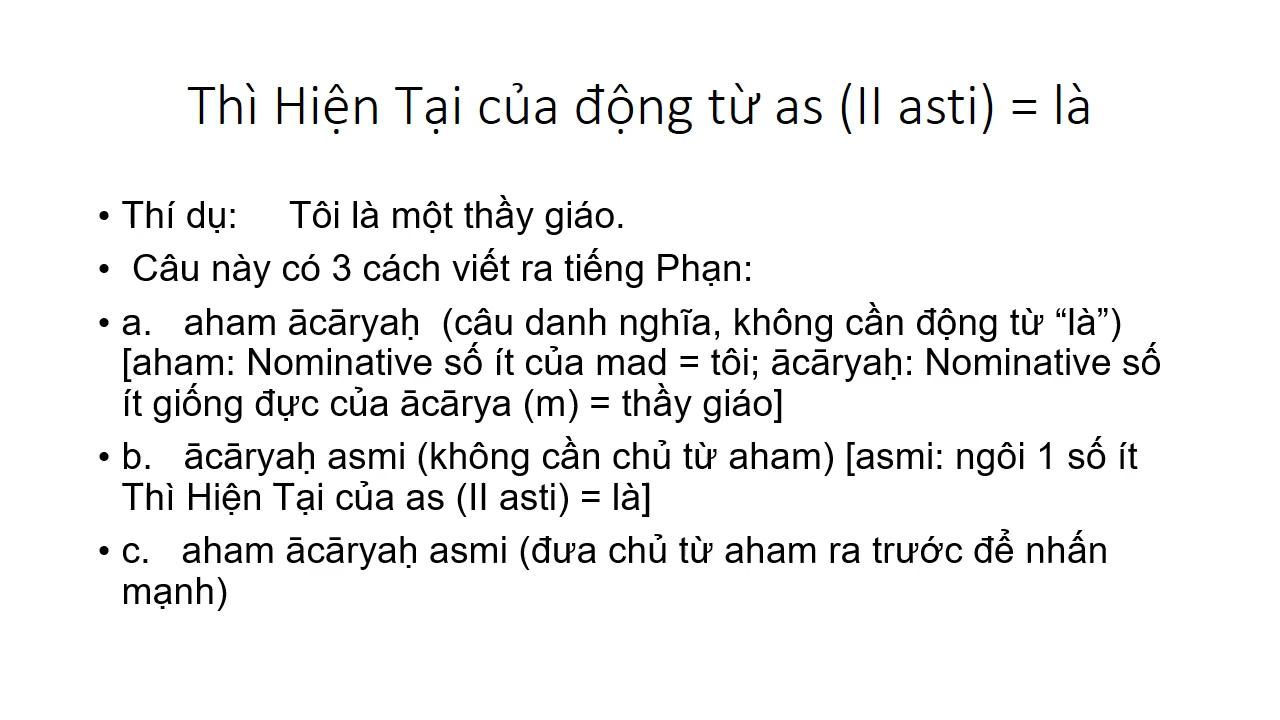 Thì Hiện Tại của động từ as (II asti) = là
• Thí dụ: Tôi là một thầy giáo.
• Câu này có 3 cách viết ra tiếng Phạn:
• a. aham ācāryaḥ (câu danh nghĩa, không cần động từ “là”)
[aham: Nominative số ít của mad = tôi; ācāryaḥ: Nominative số
ít giống đực của ācārya (m) = thầy giáo]
• b. ācāryaḥ asmi (không cần chủ từ aham) [asmi: ngôi 1 số ít
Thì Hiện Tại của as (II asti) = là]
• c. aham ācāryaḥ asmi (đưa chủ từ aham ra trước để nhấn
mạnh)